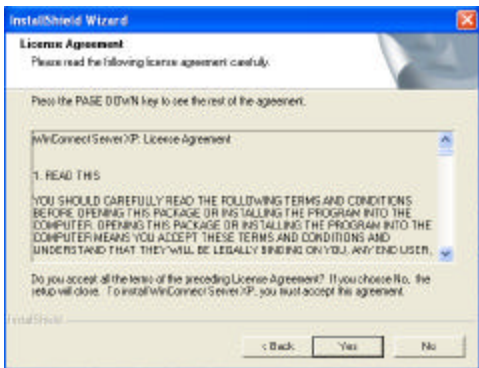 InstallShield Wizard
License Agreement
Please read the following license agreement carefully.
Press the PAGE DOWN key to see the rest of the agreement.
WinConnect Server XP: License Agreement
1. READ THIS
YOU SHOULD CAREFULLY READ THE FOLLOWING TERMS AND CONDITIONS
BEFORE OPENING THIS PACKAGE OR INSTALLING THE PROGRAM INTO THE
COMPUTER. OPENING THIS PACKAGE OR INSTALLING THE PROGRAM INTO THE
COMPUTER MEANS YOU ACCEPT THESE TERMS AND CONDITIONS AND
UNDERSTAND THAT THEY WILL BE LEGALLY BINDING ON YOU, ANY END USER,
Do you accept all the terms of the preceding License Agreement? If you choose No, the
setup will close. To install WinConnect Server XP, you must accept this agreement.
InstallShield
< Back
Yes
No